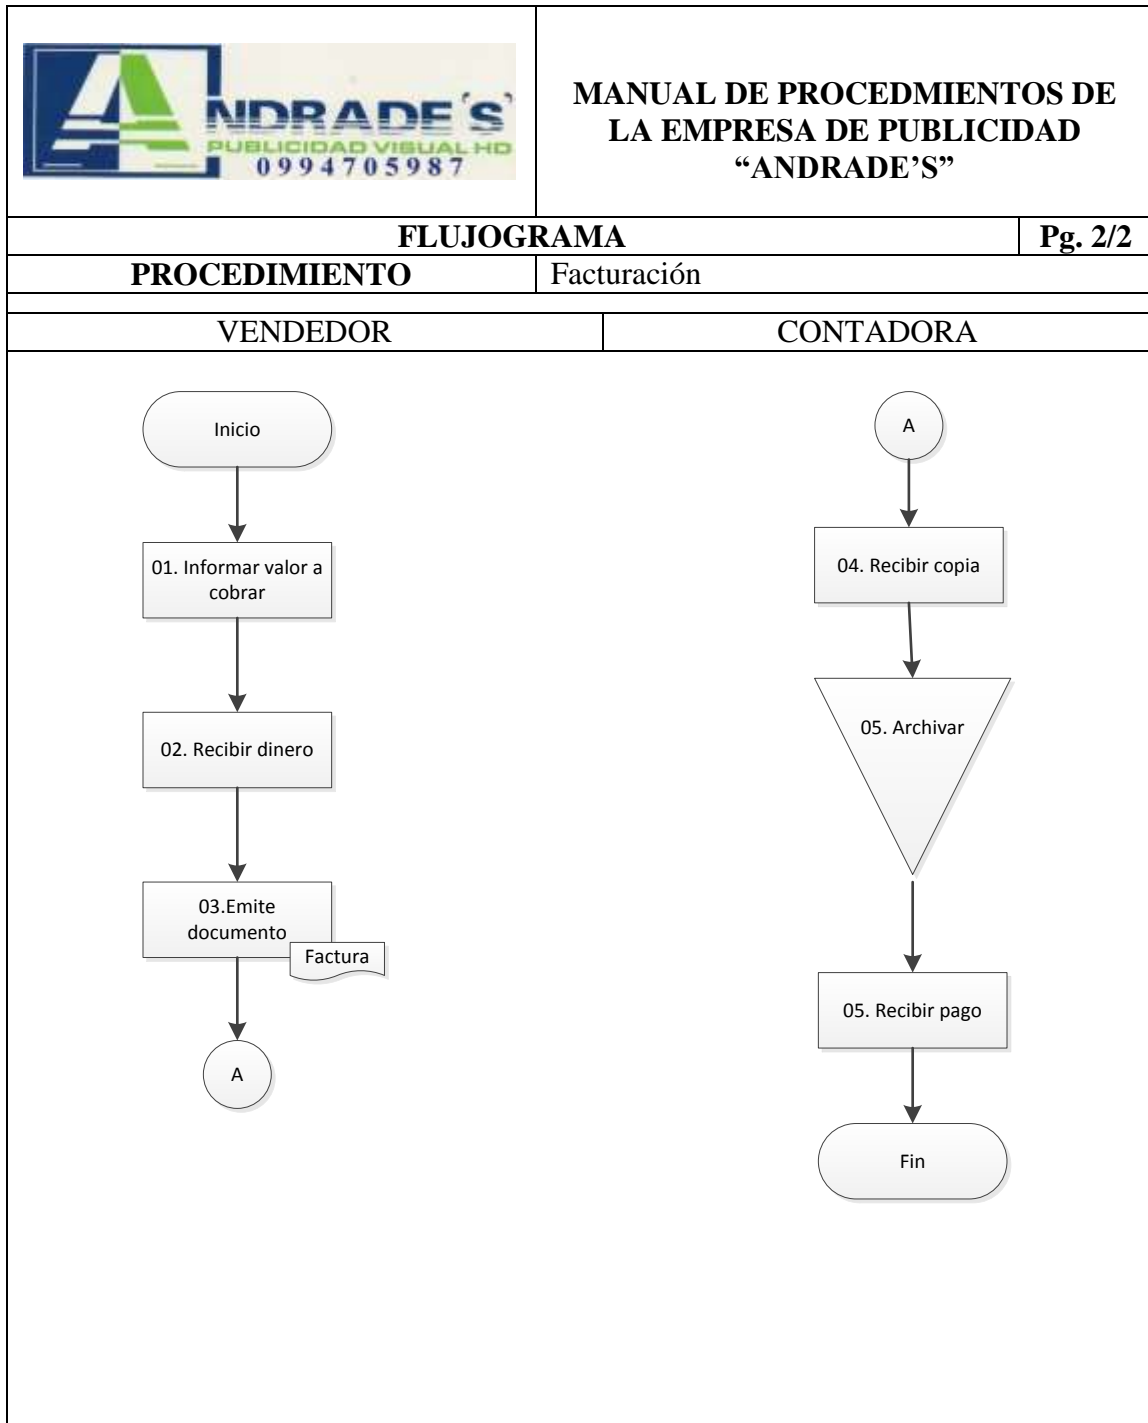 ANDRADE´S
PUBLICIDAD VISUAL HD
0994705987
MANUAL DE PROCEDMIENTOS DE
LA EMPRESA DE PUBLICIDAD
“ANDRADE’S”
FLUJOGRAMA
Pg. 2/2
PROCEDIMIENTO
Facturación
VENDEDOR
CONTADORA
Inicio
01. Informar valor a
cobrar
02. Recibir dinero
03.Emite
documento
Factura
A
A
04. Recibir copia
05. Archivar
05. Recibir pago
Fin